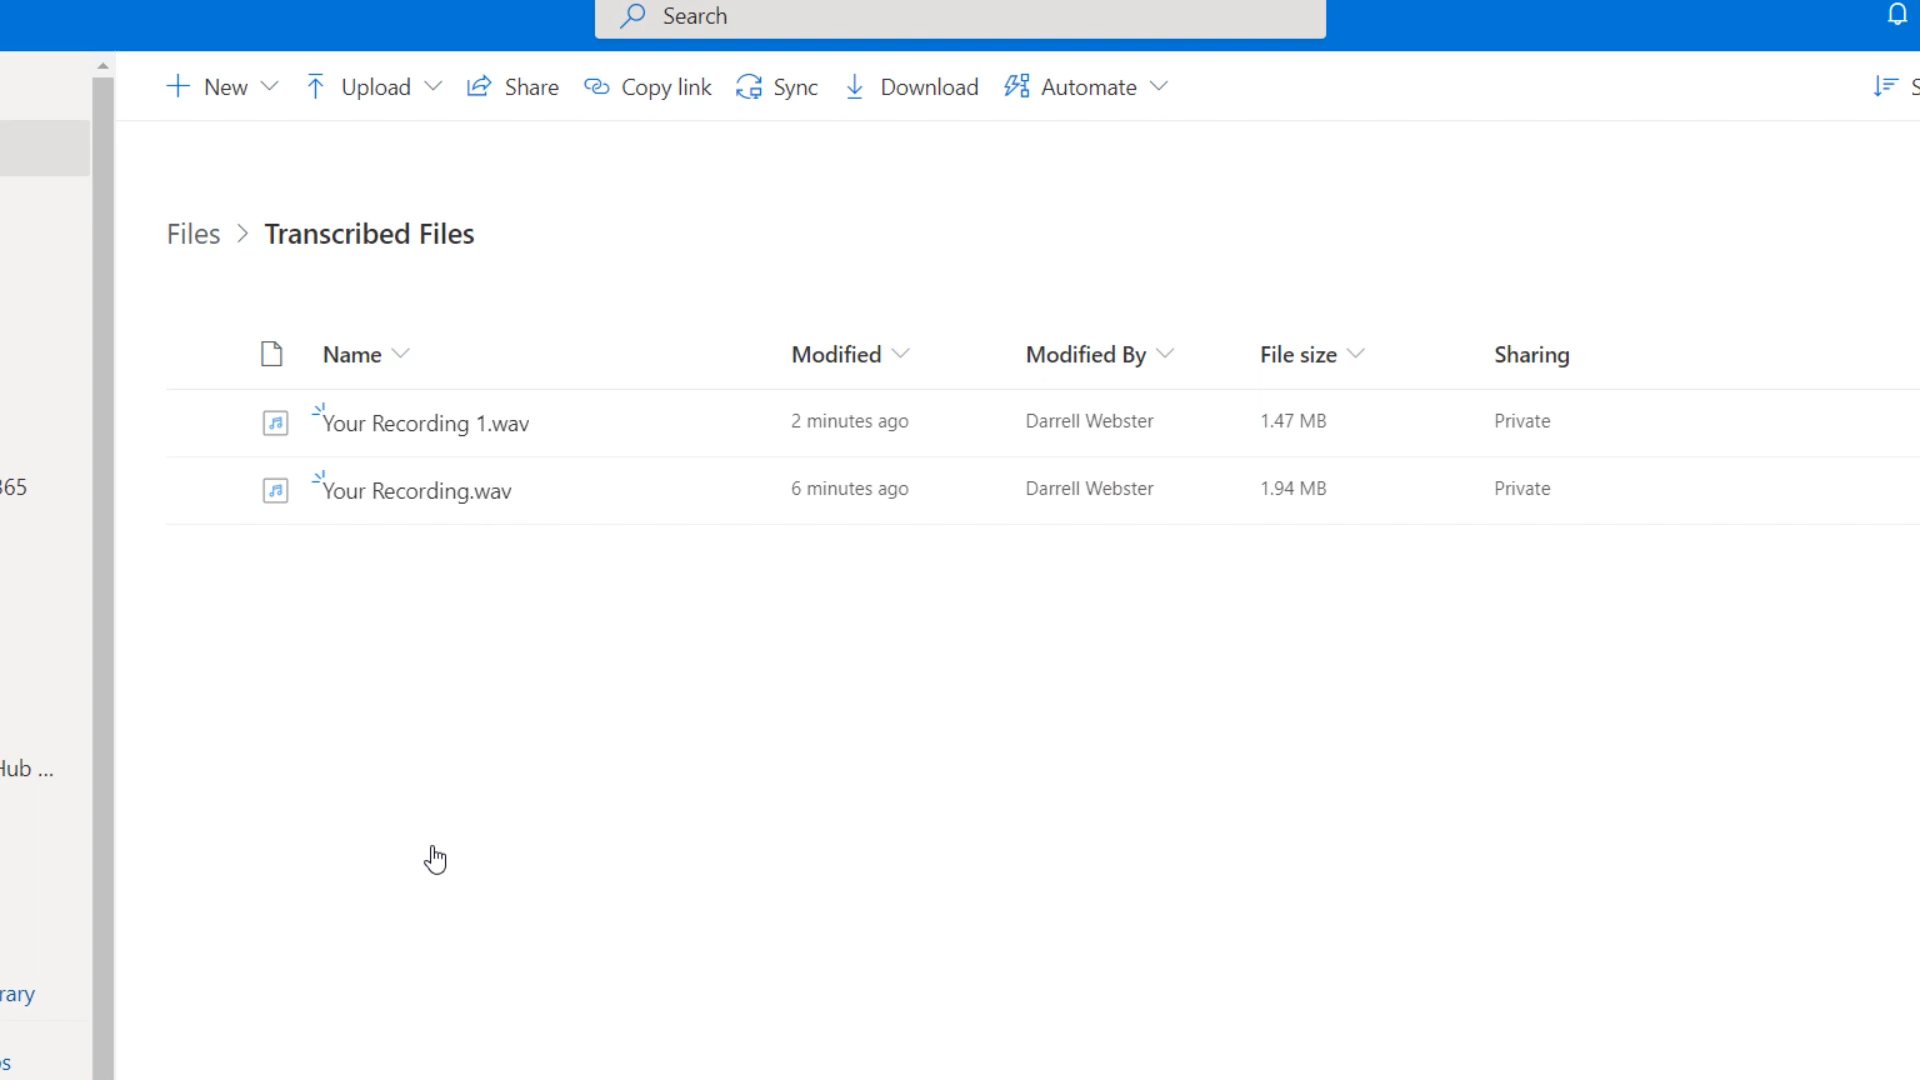 Search
New
Upload
Share
Copy link
Sync
Download
Automate
Files > Transcribed Files
Name
Modified
Modified By
File size
Sharing
Your Recording 1.wav
2 minutes ago
Darrell Webster
1.47 MB
Private
Your Recording.wav
6 minutes ago
Darrell Webster
1.94 MB
Private
365
Hub ...
rary